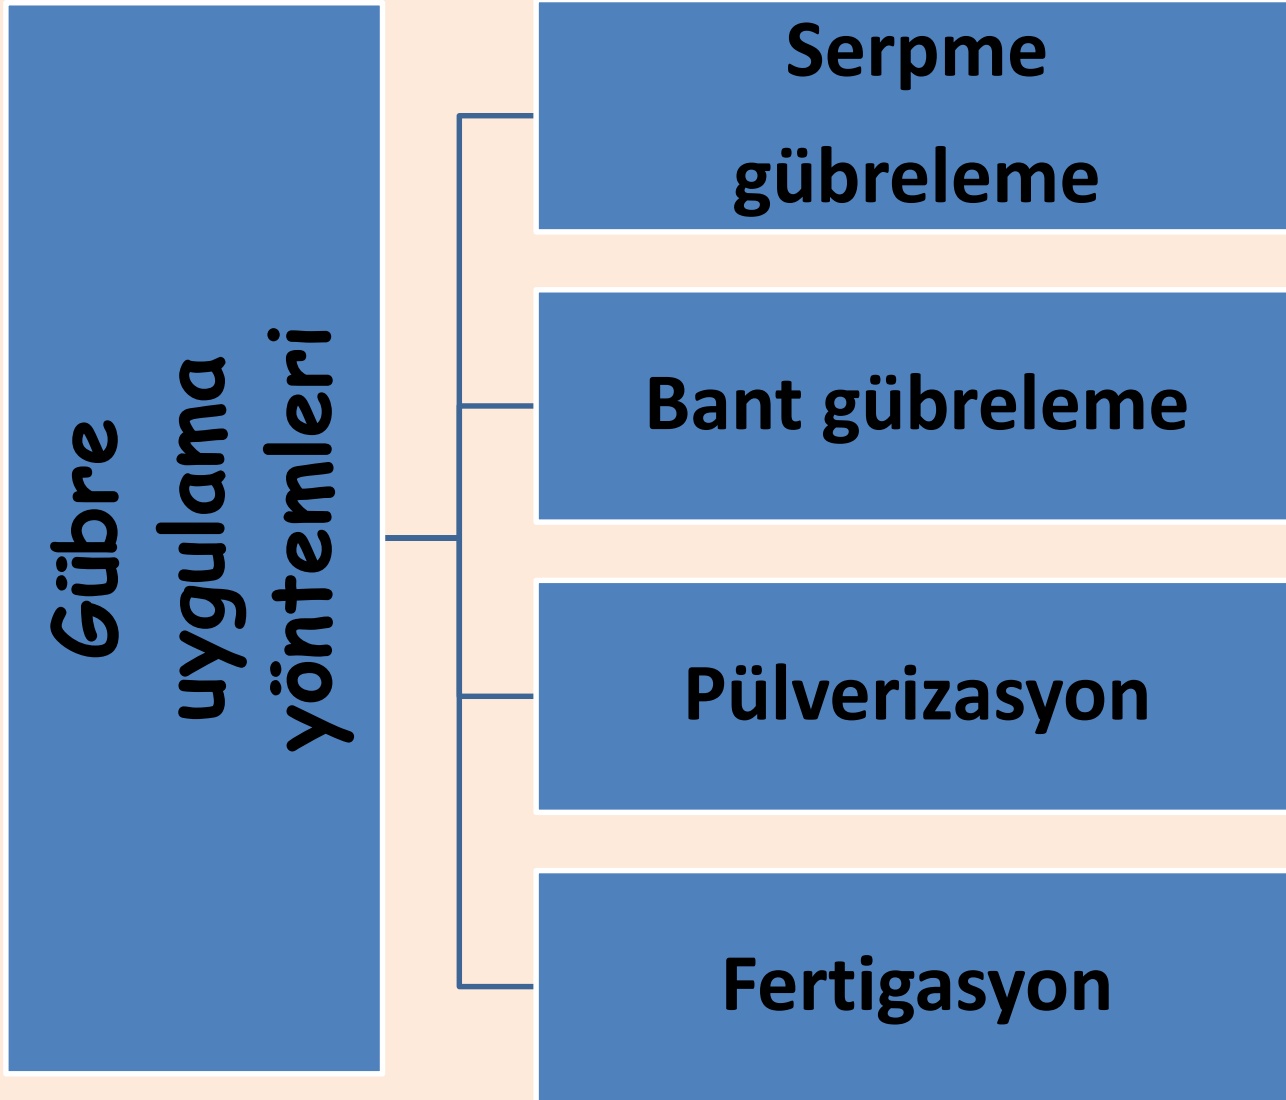 Gübre
uygulama
yöntemleri
Serpme
gübreleme
Bant gübreleme
Pülverizasyon
Fertigasyon